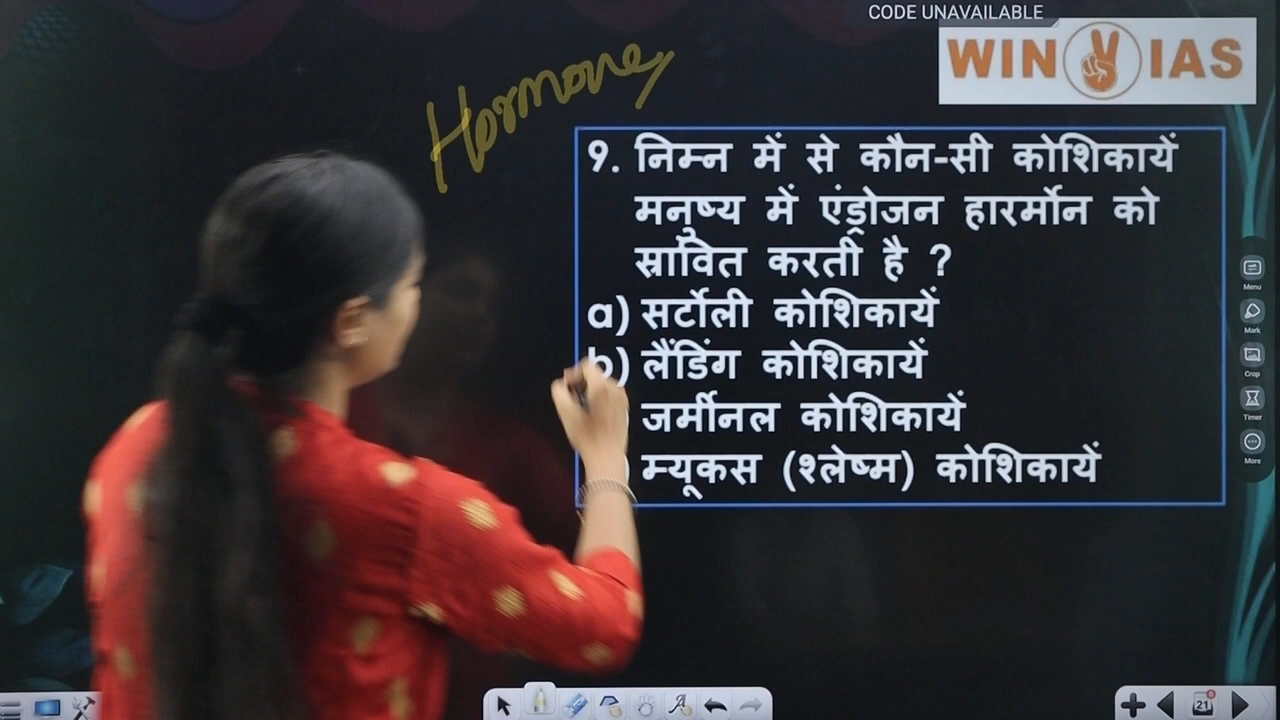 CODE UNAVAILABLE
WIN IAS
Hormone
9. निम्न में से कौन-सी कोशिकायें
मनुष्य में एंड्रोजन हारर्मोन को
स्रावित करती है ?
a) सर्टोली कोशिकायें
b) लैंडिंग कोशिकायें
जर्मीनल कोशिकायें
) म्यूकस (श्लेष्म) कोशिकायें
Menu
Mark
Crop
Timer
More
21